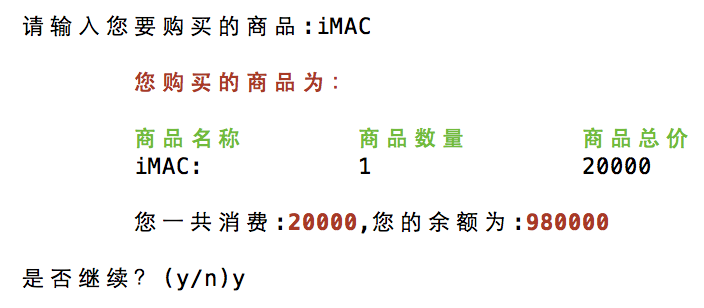 请输入您要购买的商品:iMAC
您购买的商品为:
商品名称 商品数量 商品总价
iMAC: 1 20000
您一共消费:20000,您的余额为:980000
是否继续? (y/n)y